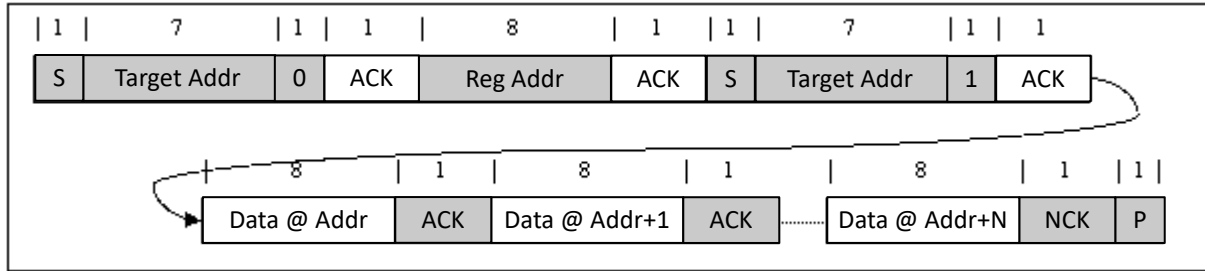 | 1 | 7 | 1 | 1 | 8 | 1 | 1 | 7 | 1 | 1
S Target Addr 0 ACK Reg Addr ACK S Target Addr 1 ACK
8 | 1 | 8 | 1 | 8 | 1 | 1 |
Data @ Addr ACK Data @ Addr+1 ACK Data @ Addr+N NCK P